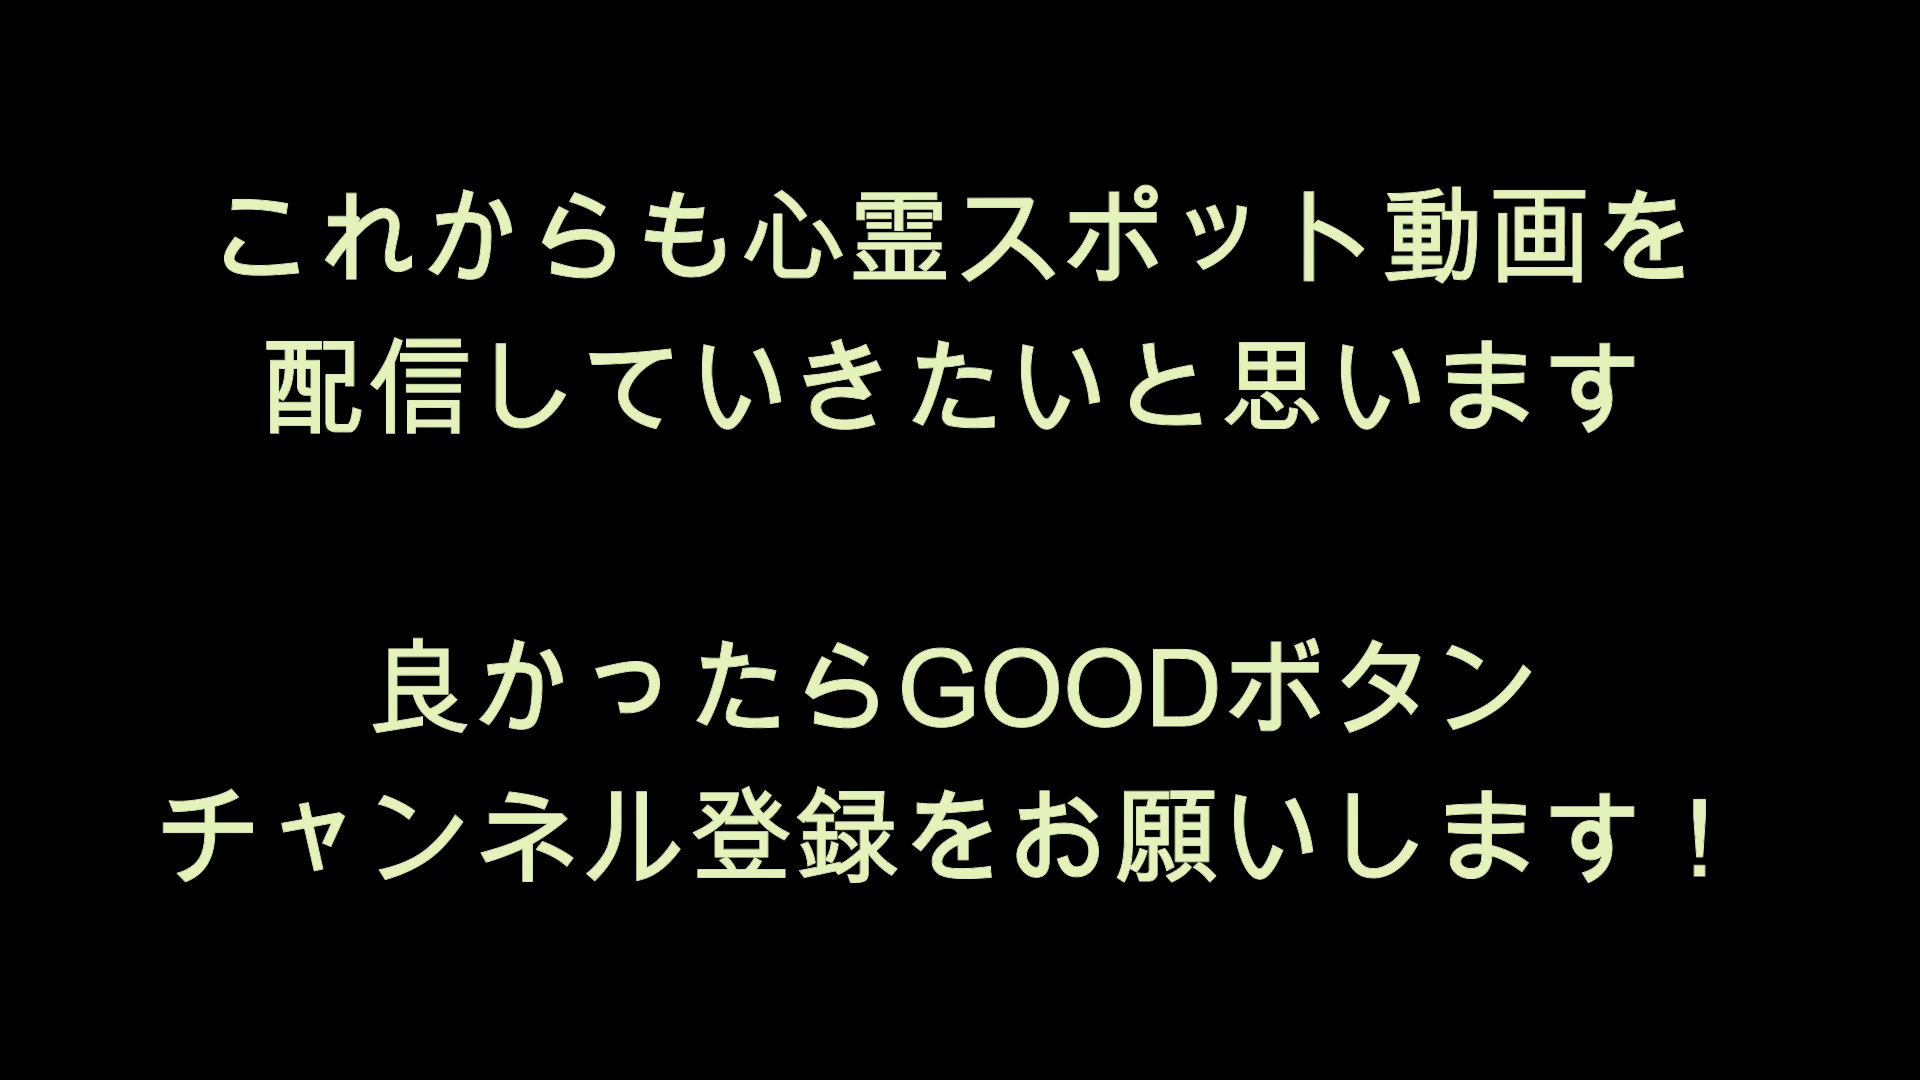 これからも心霊スポット動画を
配信していきたいと思います
良かったらGOODボタン
チャンネル登録をお願いします！